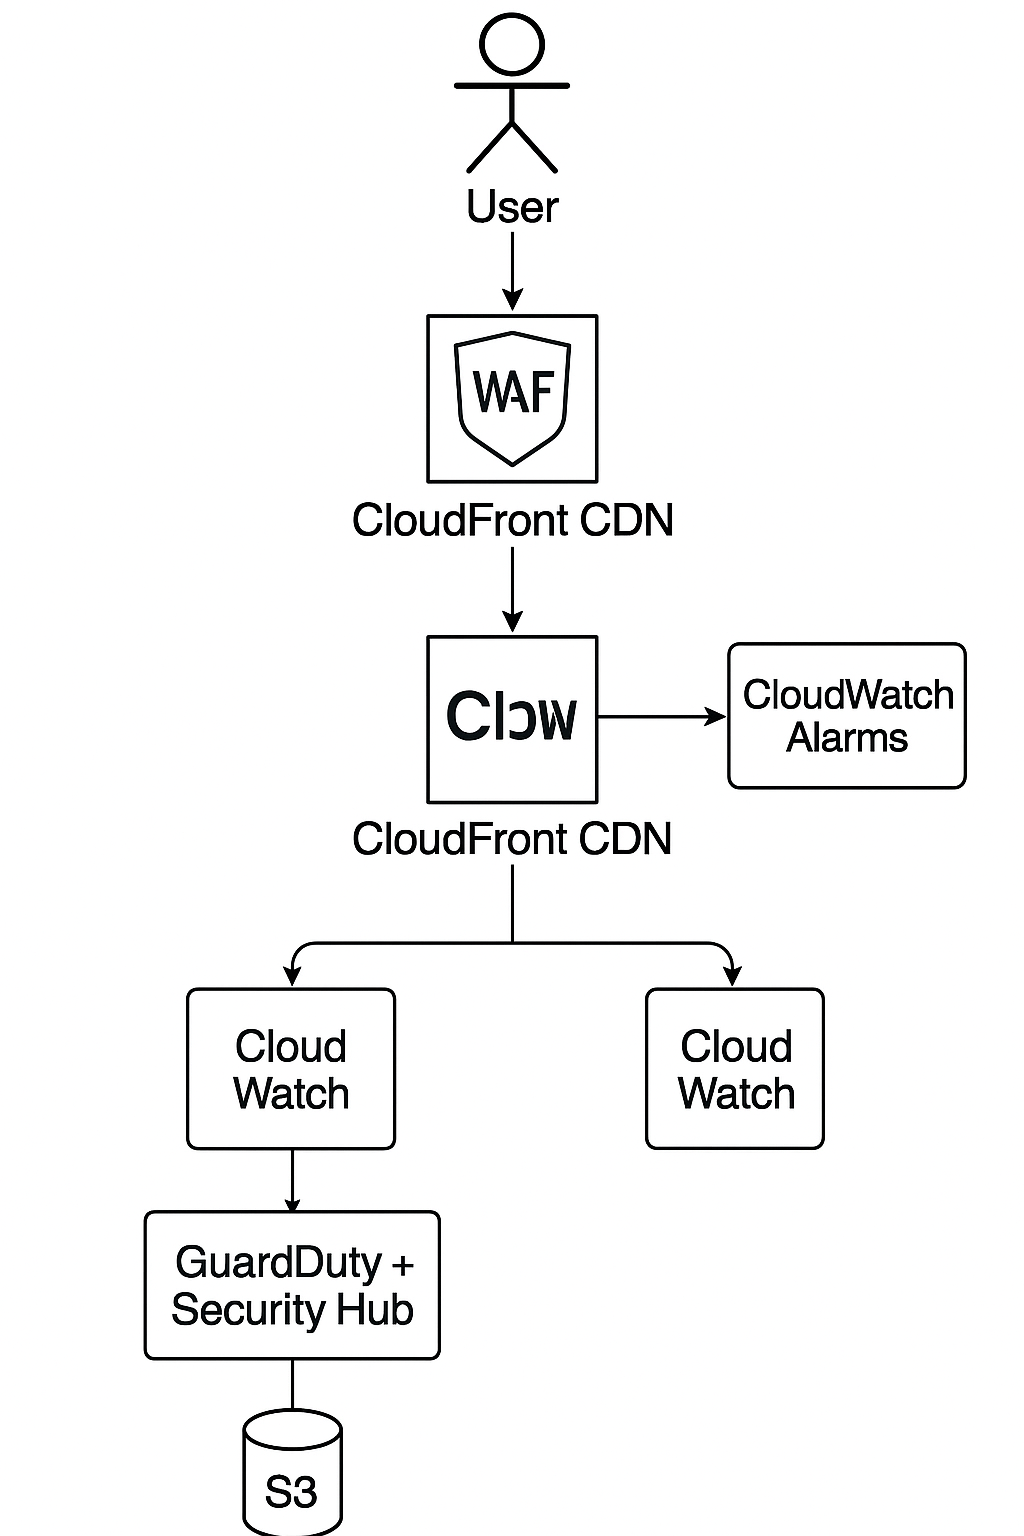 User
WAF
CloudFront CDN
Clɔw
CloudWatch
Alarms
CloudFront CDN
Cloud
Watch
Cloud
Watch
GuardDuty +
Security Hub
S3